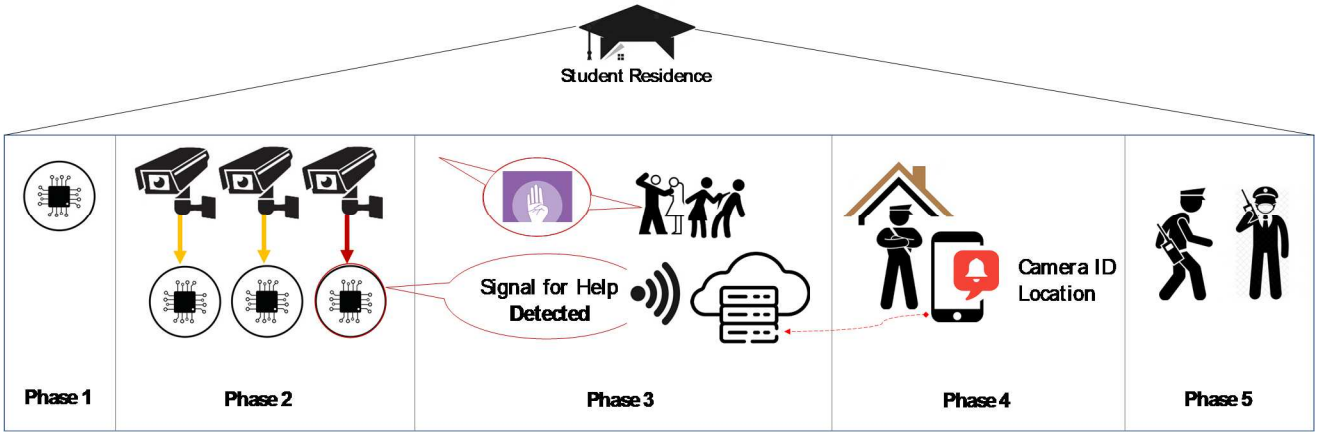 Student Residence
Signal for Help
Detected
Camera ID
Location
Phase 1
Phase 2
Phase 3
Phase 4
Phase 5